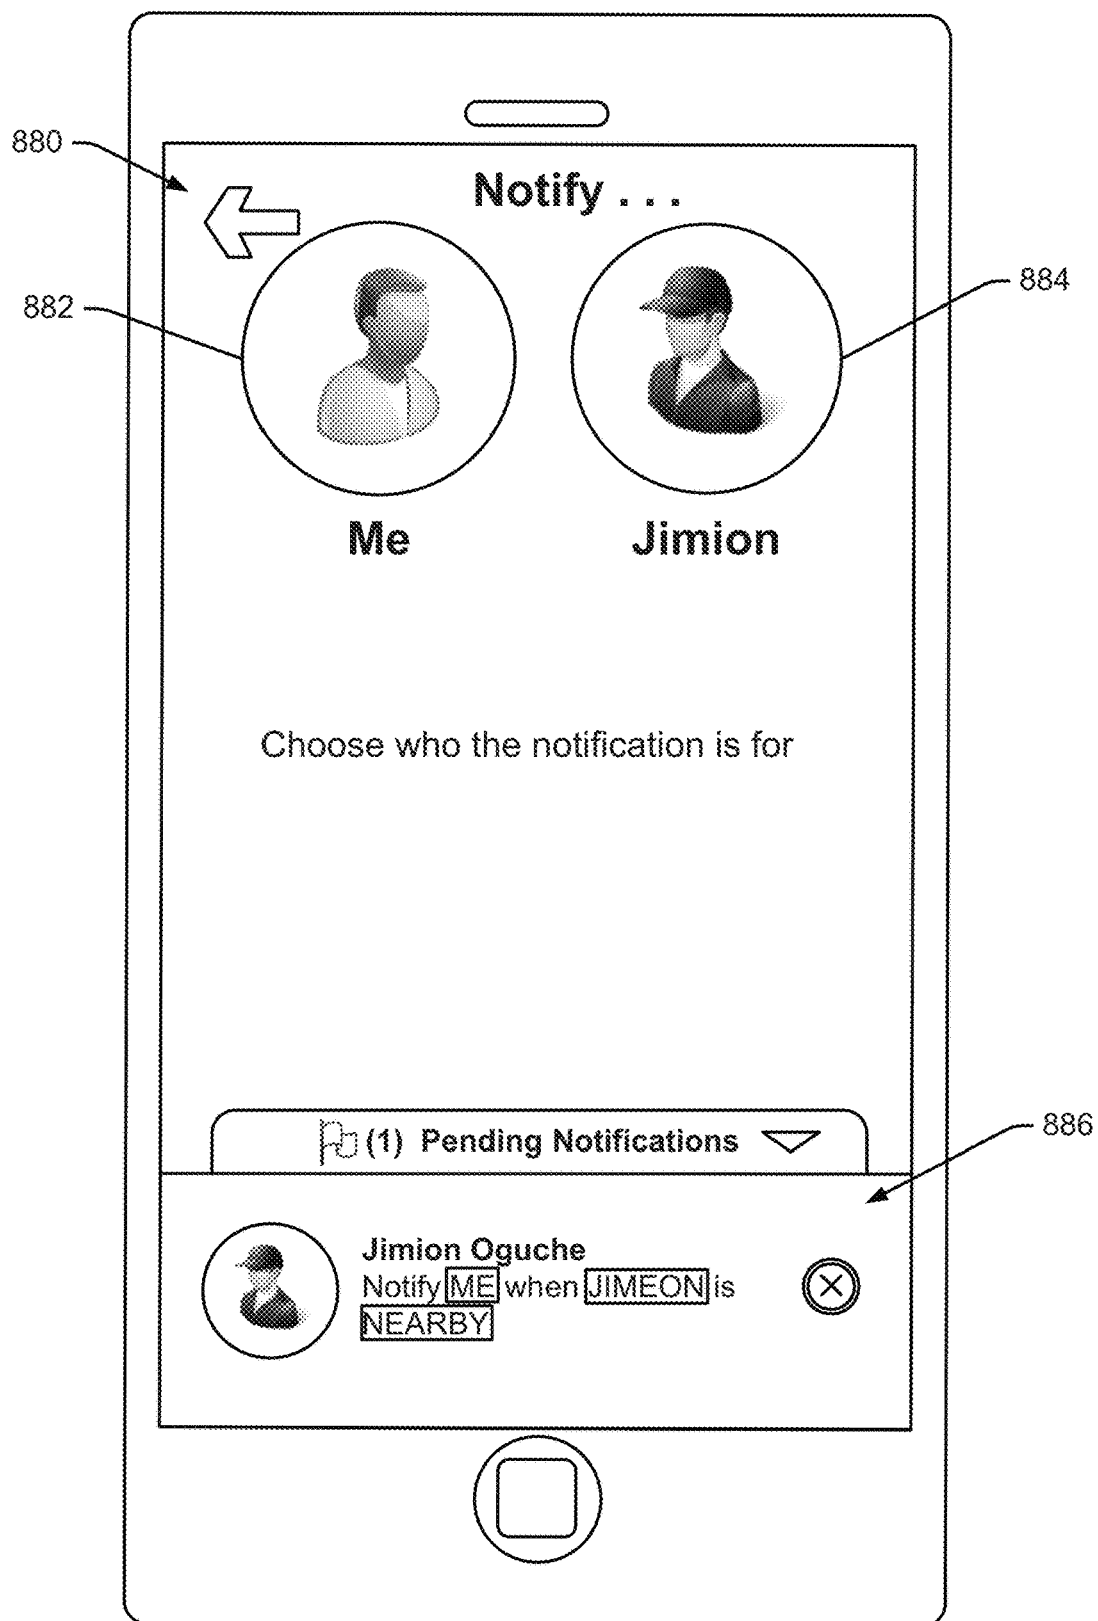 880
Notify . . .
882
884
Me
Jimion
Choose who the notification is for
(1) Pending Notifications
886
Jimion Oguche
Notify ME when JIMEON is
NEARBY